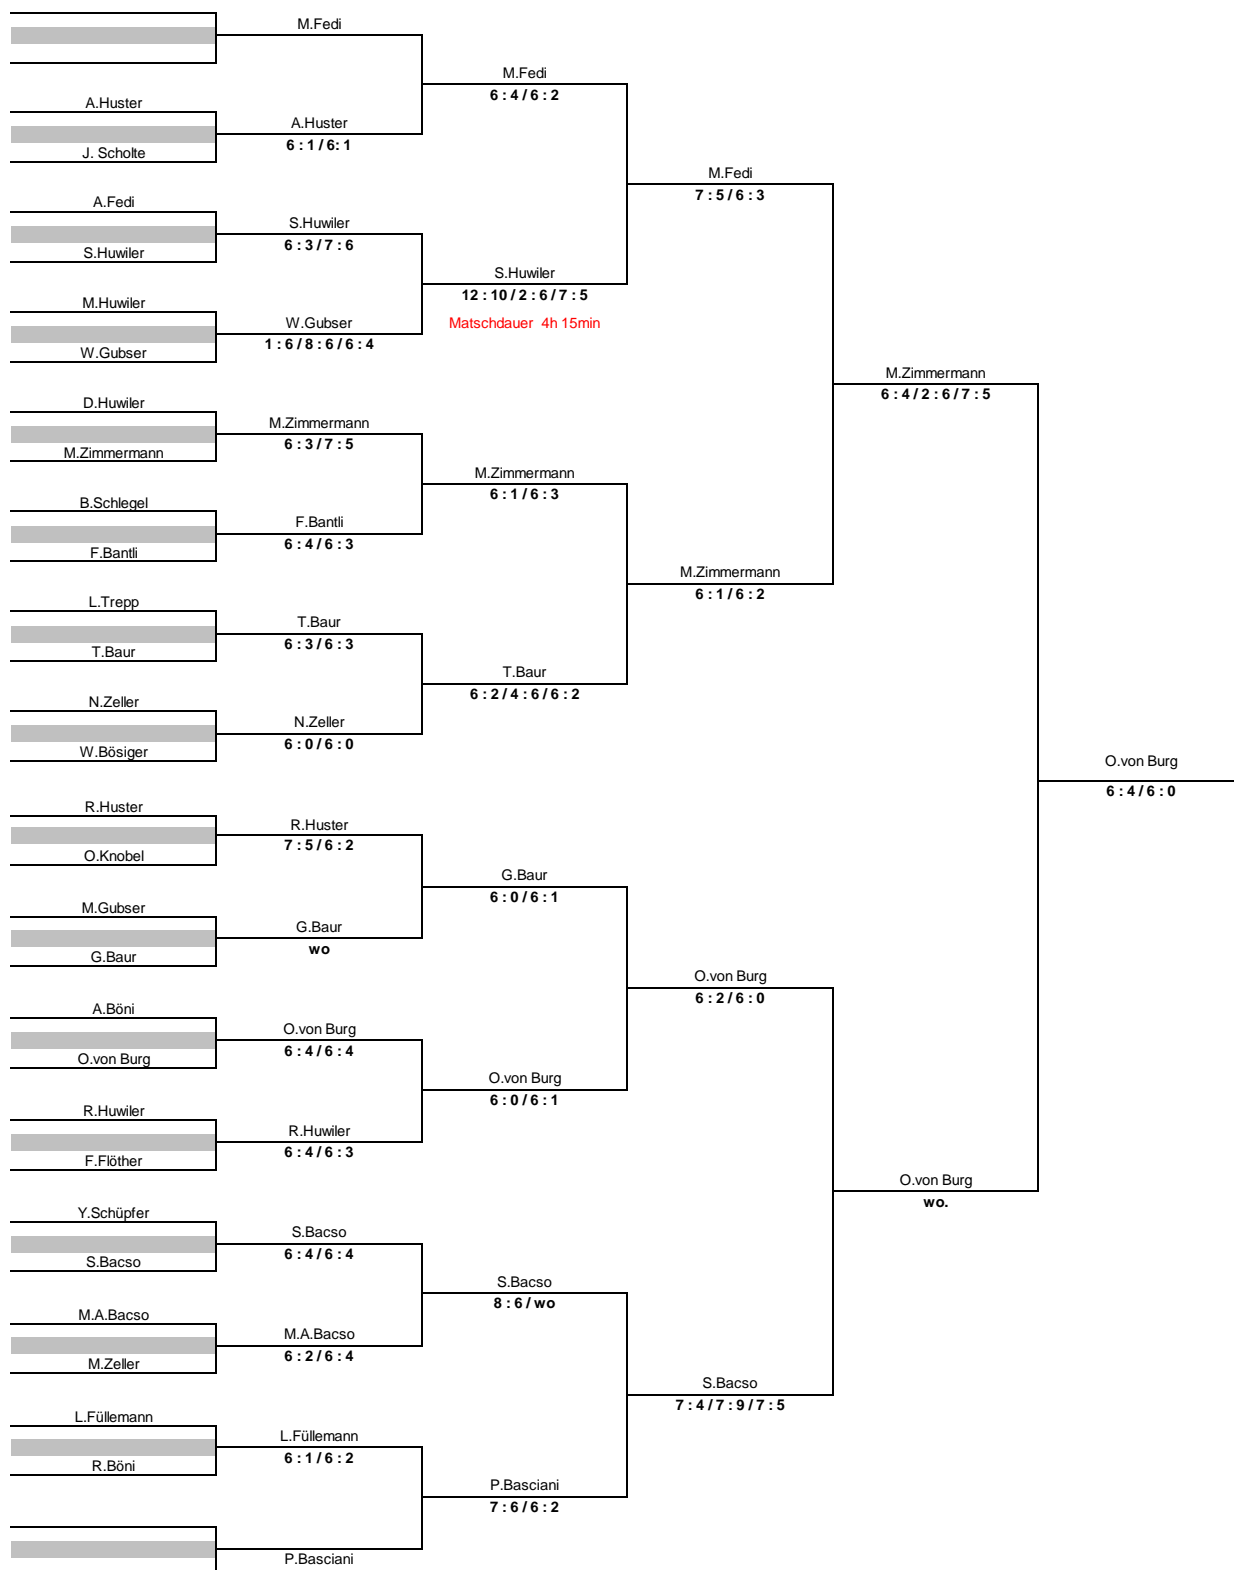 M.Fedi
M.Fedi
6 : 4 / 6 : 2
A.Huster
A.Huster
6 : 1 / 6: 1
J. Scholte
M.Fedi
7 : 5 / 6 : 3
A.Fedi
S.Huwiler
6 : 3 / 7 : 6
S.Huwiler
S.Huwiler
12 : 10 / 2 : 6 / 7 : 5
M.Huwiler
W.Gubser
1 : 6 / 8 : 6 / 6 : 4
Matschdauer 4h 15min
W.Gubser
M.Zimmermann
6 : 4 / 2 : 6 / 7 : 5
D.Huwiler
M.Zimmermann
6 : 3 / 7 : 5
M.Zimmermann
M.Zimmermann
6 : 1 / 6 : 3
B.Schlegel
F.Bantli
6 : 4 / 6 : 3
F.Bantli
M.Zimmermann
6 : 1 / 6 : 2
L.Trepp
T.Baur
6 : 3 / 6 : 3
T.Baur
T.Baur
6 : 2 / 4 : 6 / 6 : 2
N.Zeller
N.Zeller
6 : 0 / 6 : 0
W.Bösiger
O.von Burg
6 : 4 / 6 : 0
R.Huster
R.Huster
7 : 5 / 6 : 2
O.Knobel
G.Baur
6 : 0 / 6 : 1
M.Gubser
G.Baur
wo
G.Baur
O.von Burg
6 : 2 / 6 : 0
A.Böni
O.von Burg
6 : 4 / 6 : 4
O.von Burg
O.von Burg
6 : 0 / 6 : 1
R.Huwiler
R.Huwiler
6 : 4 / 6 : 3
F.Flöther
O.von Burg
wo.
Y.Schüpfer
S.Bacso
6 : 4 / 6 : 4
S.Bacso
S.Bacso
8 : 6 / wo
M.A.Bacso
M.A.Bacso
6 : 2 / 6 : 4
M.Zeller
S.Bacso
7 : 4 / 7 : 9 / 7 : 5
L.Füllemann
L.Füllemann
6 : 1 / 6 : 2
R.Böni
P.Basciani
7 : 6 / 6 : 2
P.Basciani